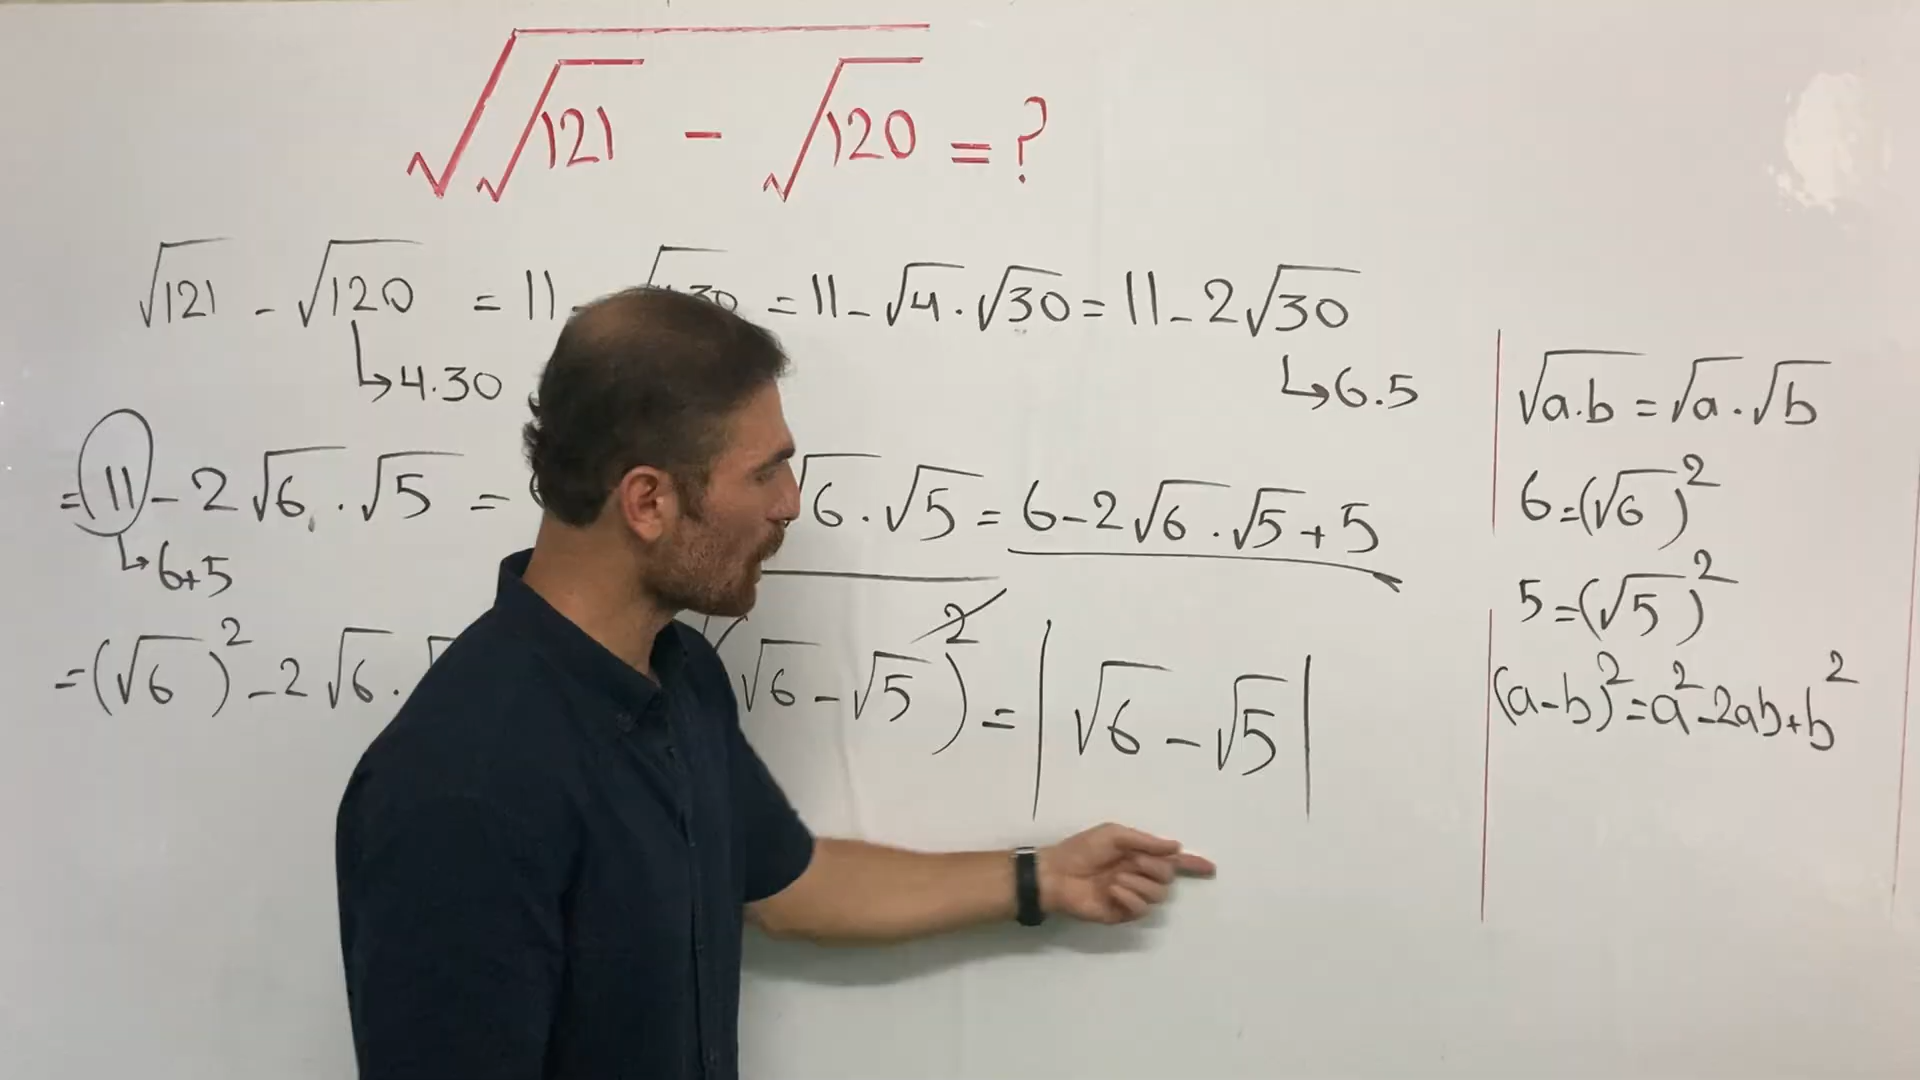 √(√121 - √120) = ?
√121 - √120 = 11 = 11 - √4 . √30 = 11 - 2√30
↳ 4.30
↳ 6.5
= 11 - 2√6 . √5 = √6 . √5 = 6 - 2√6 . √5 + 5
↳ 6+5
= (√6)² - 2√6 . √6 - √5)² = |√6 - √5|
√a.b = √a . √b
6 = (√6)²
5 = (√5)²
(a-b)² = a² - 2ab + b²